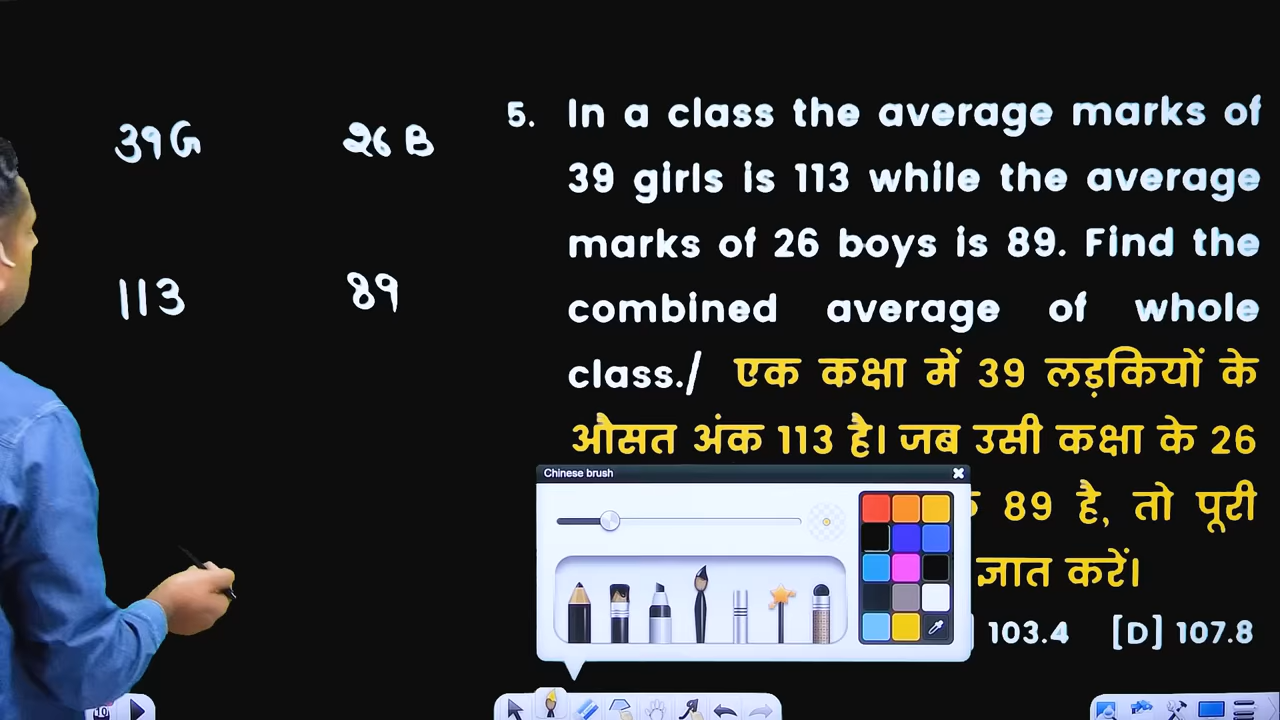 39G 26 B
113 89
5. In a class the average marks of
39 girls is 113 while the average
marks of 26 boys is 89. Find the
combined average of whole
class./ एक कक्षा में 39 लड़कियों के
औसत अंक 113 है। जब उसी कक्षा के 26
Chinese brush
89 है, तो पूरी
ज्ञात करें।
103.4 [D] 107.8
10